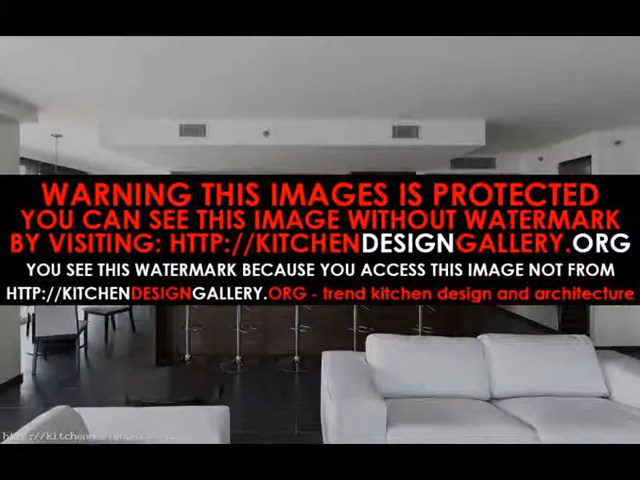 WARNING THIS IMAGES IS PROTECTED
YOU CAN SEE THIS IMAGE WITHOUT WATERMARK
BY VISITING: HTTP://KITCHENDESIGNGALLERY.ORG
YOU SEE THIS WATERMARK BECAUSE YOU ACCESS THIS IMAGE NOT FROM
HTTP://KITCHENDESIGNGALLERY.ORG - trend kitchen design and architecture